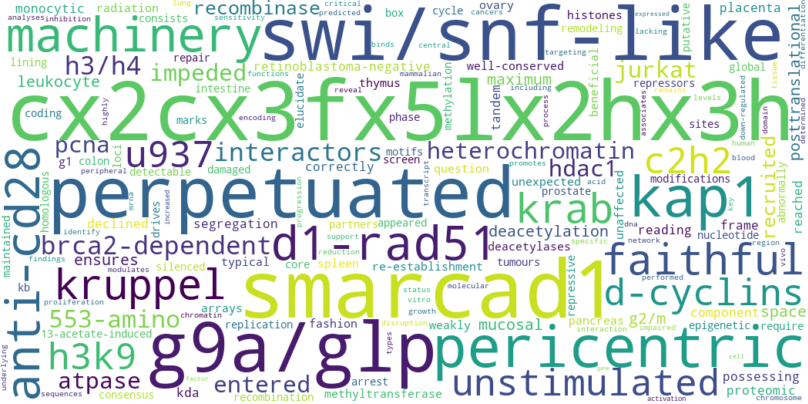 monocytic radiation recombinase ovary cycle box critical predicted sensitivity cancers placenta
analyses inhibition lung
machinery swi/snf-like
consists histones binds central lacking expressed targeting putative
lining repair h3/h4 remodeling mammalian
leukocyte impeded retinoblastoma-negative well-conserved jurkat global
intestine thymus functions maximum beneficial repressors tissue
coding marks elucidate reveal phase methylation including tandem process associates levels down-regulated domain human determined differentiation posttranslational
highly encoding
cx2cx3fx5lx2hx3h
pcna loci motifs screen heterochromatin sites
g1 colon u937 interactors hdac1 c2h2 blood
peripheral detectable damaged correctly question modifications key abnormally
homologous perpetuated krab kap1 recruited reached
anti-cd28 mrna drives increased acid promotes transcript unexpected prostate unaffected
maintained identify declined segregation partners appeared deacetylation reading frame
brca2-dependent d1-rad51 deacetylases nucleotide dna
findings ensures typical support reduction specific network region vivo
silenced core spleen re-establishment tumours faithful
kb kruppel smarcad1 repressive
proliferation modulates status vitro molecular growth performed d-cyclins
chromatin arrays progression
553-amino replication fashion disruption weakly mucosal pancreas g2/m component space
13-acetate-induced interaction impaired epigenetic require
h3k9 g9a/glp pericentric
types cell
atpase entered arrest unstimulated possessing
underlying sequences consensus kda factor recombination methyltransferase activation proteomic chromosome